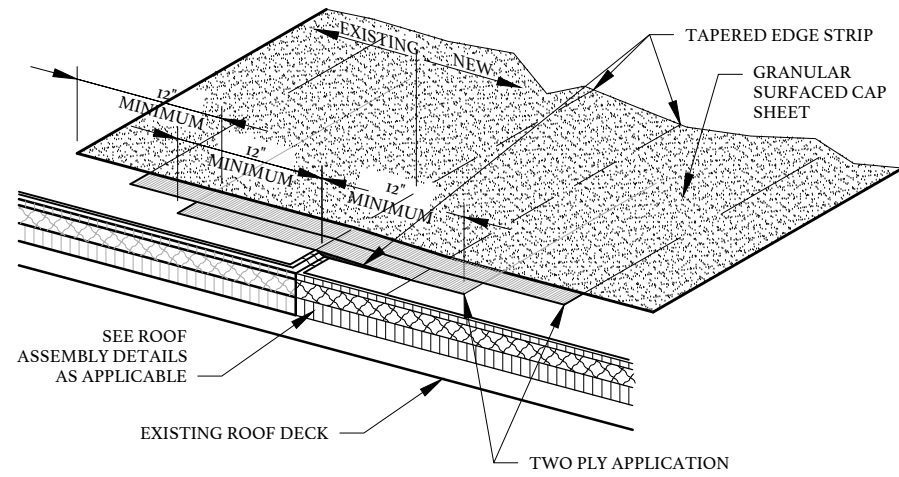 EXISTING
NEW
TAPERED EDGE STRIP
GRANULAR
SURFACED CAP
SHEET
12"
MINIMUM
12"
MINIMUM
12"
MINIMUM
SEE ROOF
ASSEMBLY DETAILS
AS APPLICABLE
EXISTING ROOF DECK
TWO PLY APPLICATION